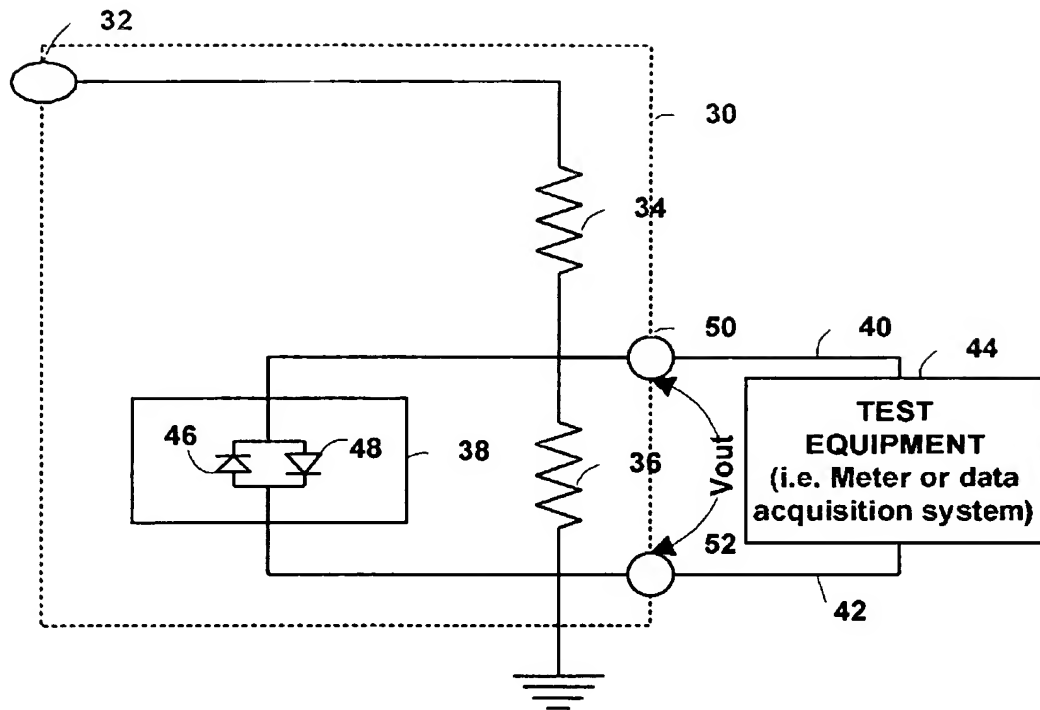 32
30
34
50
40
44
TEST
EQUIPMENT
(i.e. Meter or data
acquisition system)
46
48
38
36
Vout
52
42